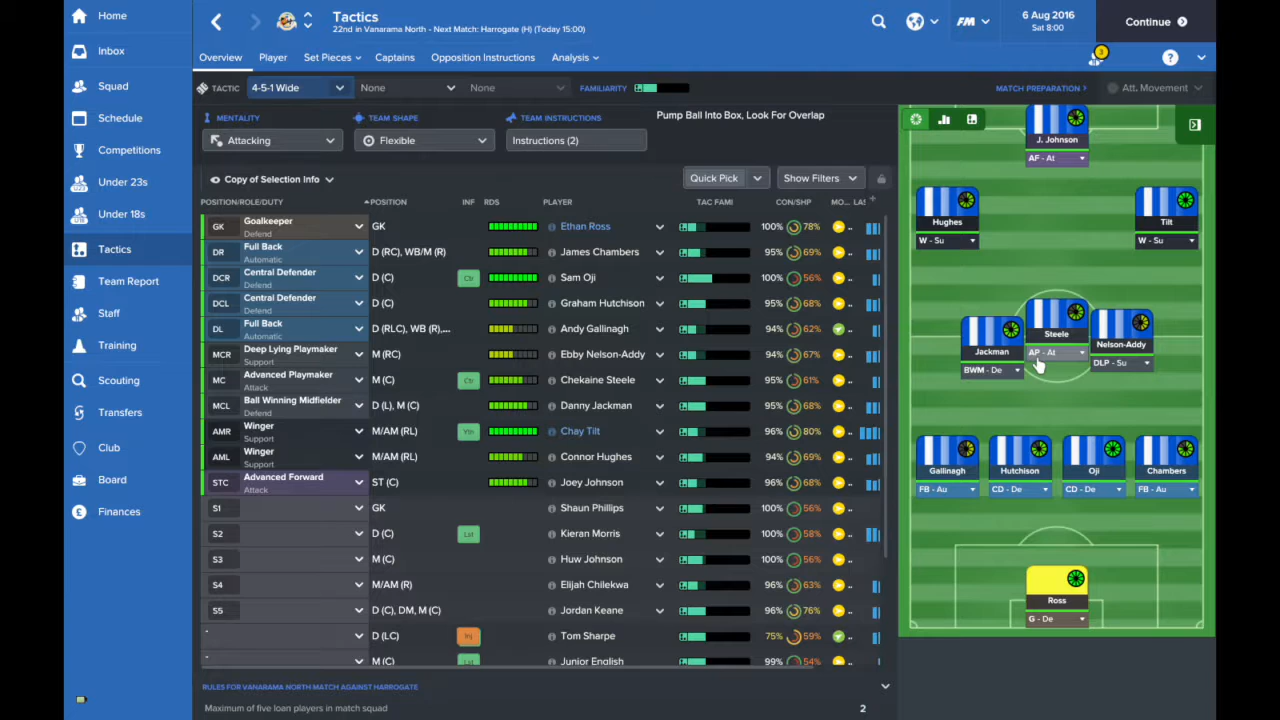 Home
Inbox
Squad
Schedule
Competitions
Under 23s
Under 18s
Tactics
Team Report
Staff
Training
Scouting
Transfers
Club
Board
Finances
Tactics
22nd in Vanarama North - Next Match: Harrogate (H) (Today 15:00)
FM
6 Aug 2016
Sat 8:00
Continue
Overview Player Set Pieces Captains Opposition Instructions Analysis
3
?
TACTIC 4-5-1 Wide None None FAMILIARITY MATCH PREPARATION > Att. Movement
MENTALITY TEAM SHAPE TEAM INSTRUCTIONS Pump Ball Into Box, Look For Overlap
Attacking Flexible Instructions (2)
Copy of Selection Info Quick Pick Show Filters
POSITION/ROLE/DUTY POSITION INF RDS PLAYER TAC FAMI CON/SHP MO...
GK Goalkeeper Defend GK Ethan Ross 100% 78%
DR Full Back Automatic D (RC), WB/M (R) James Chambers 95% 69%
DCR Central Defender Defend D (C) Ctr Sam Oji 100% 56%
DCL Central Defender Defend D (C) Graham Hutchison 95% 68%
DL Full Back Automatic D (RLC), WB (R),... Andy Gallinagh 94% 62%
MCR Deep Lying Playmaker Support M (RC) Ebby Nelson-Addy 94% 67%
MC Advanced Playmaker Attack M (C) Ctr Chekaine Steele 95% 61%
MCL Ball Winning Midfielder Defend D (L), M (C) Danny Jackman 95% 68%
AMR Winger Support M/AM (RL) Yth Chay Tilt 96% 80%
AML Winger Support M/AM (RL) Connor Hughes 94% 69%
STC Advanced Forward Attack ST (C) Joey Johnson 96% 68%
S1 GK Shaun Phillips 100% 56%
S2 D (C) Lst Kieran Morris 100% 58%
S3 M (C) Huw Johnson 100% 56%
S4 M/AM (R) Elijah Chilekwa 96% 63%
S5 D (C), DM, M (C) Jordan Keane 96% 76%
- D (LC) Inj Tom Sharpe 75% 59%
- M (C) Lst Junior English 99% 54%
RULES FOR VANARAMA NORTH MATCH AGAINST HARROGATE
Maximum of five loan players in match squad 2
J. Johnson
AF - At
Hughes Tilt
W - Su W - Su
Steele
AP - At
Jackman Nelson-Addy
BWM - De DLP - Su
Gallinagh Hutchison Oji Chambers
FB - Au CD - De CD - De FB - Au
Ross
G - De